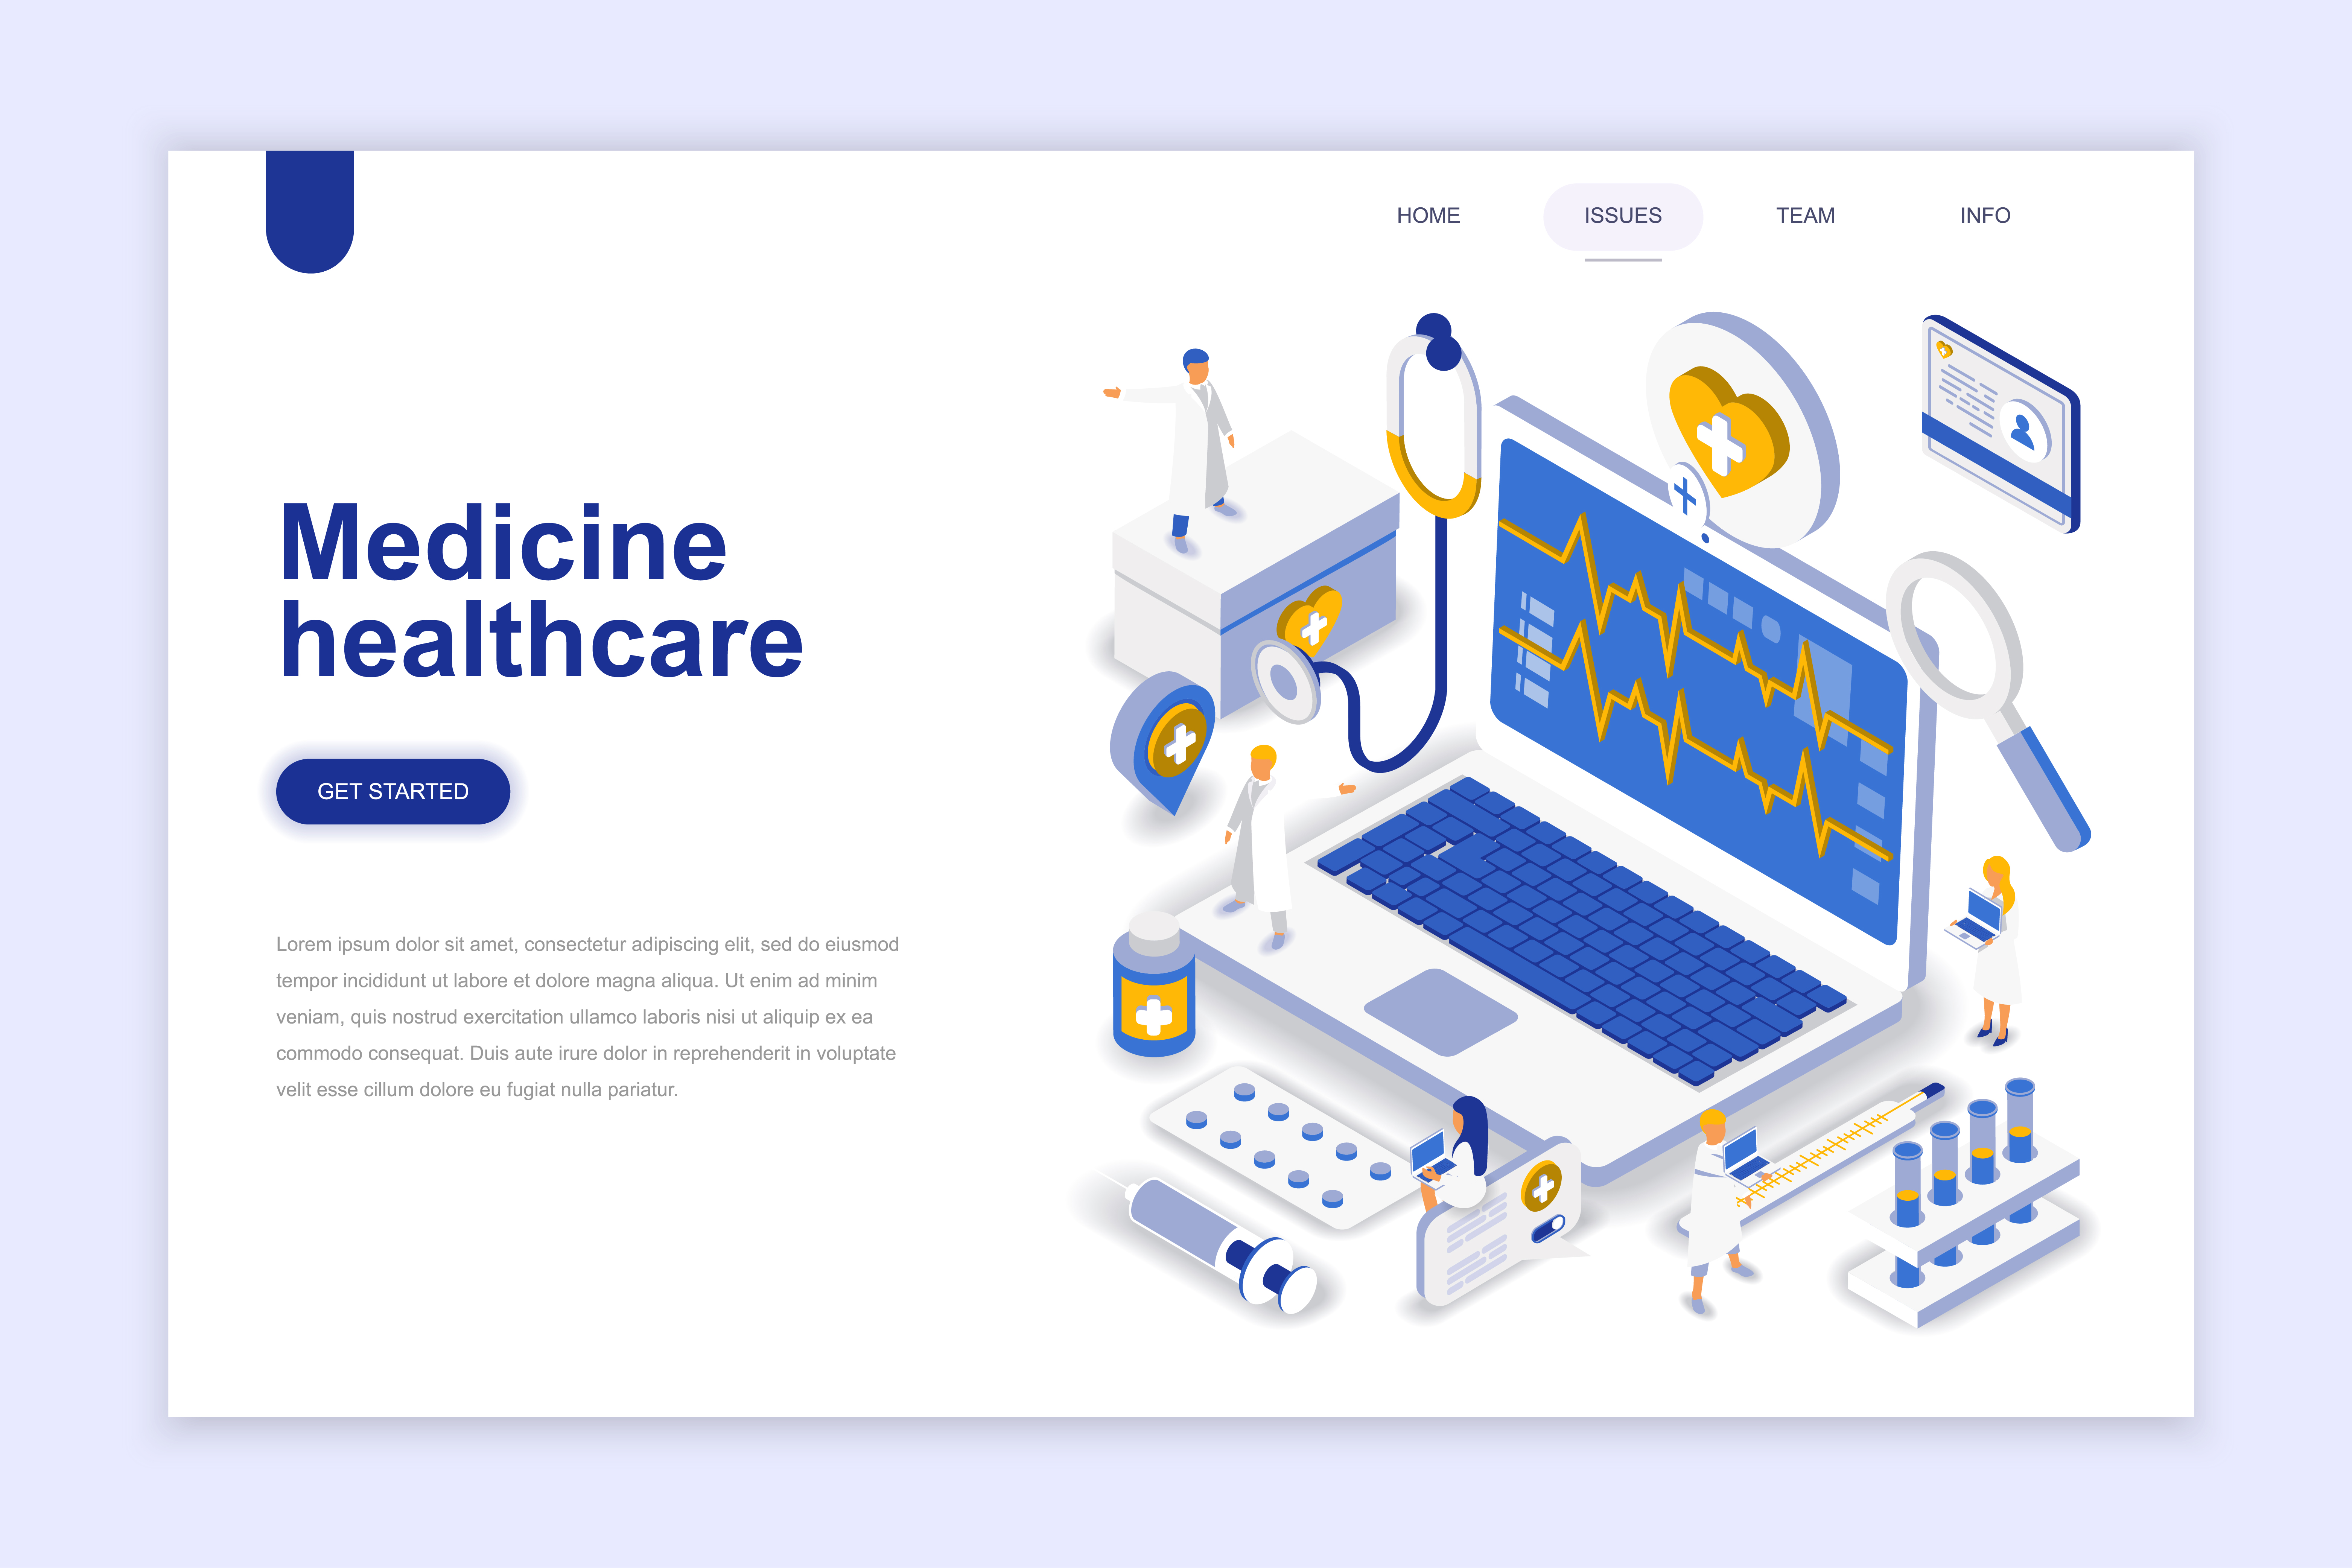 HOME ISSUES TEAM INFO
Medicine
healthcare
GET STARTED
Lorem ipsum dolor sit amet, consectetur adipiscing elit, sed do eiusmod
tempor incididunt ut labore et dolore magna aliqua. Ut enim ad minim
veniam, quis nostrud exercitation ullamco laboris nisi ut aliquip ex ea
commodo consequat. Duis aute irure dolor in reprehenderit in voluptate
velit esse cillum dolore eu fugiat nulla pariatur.